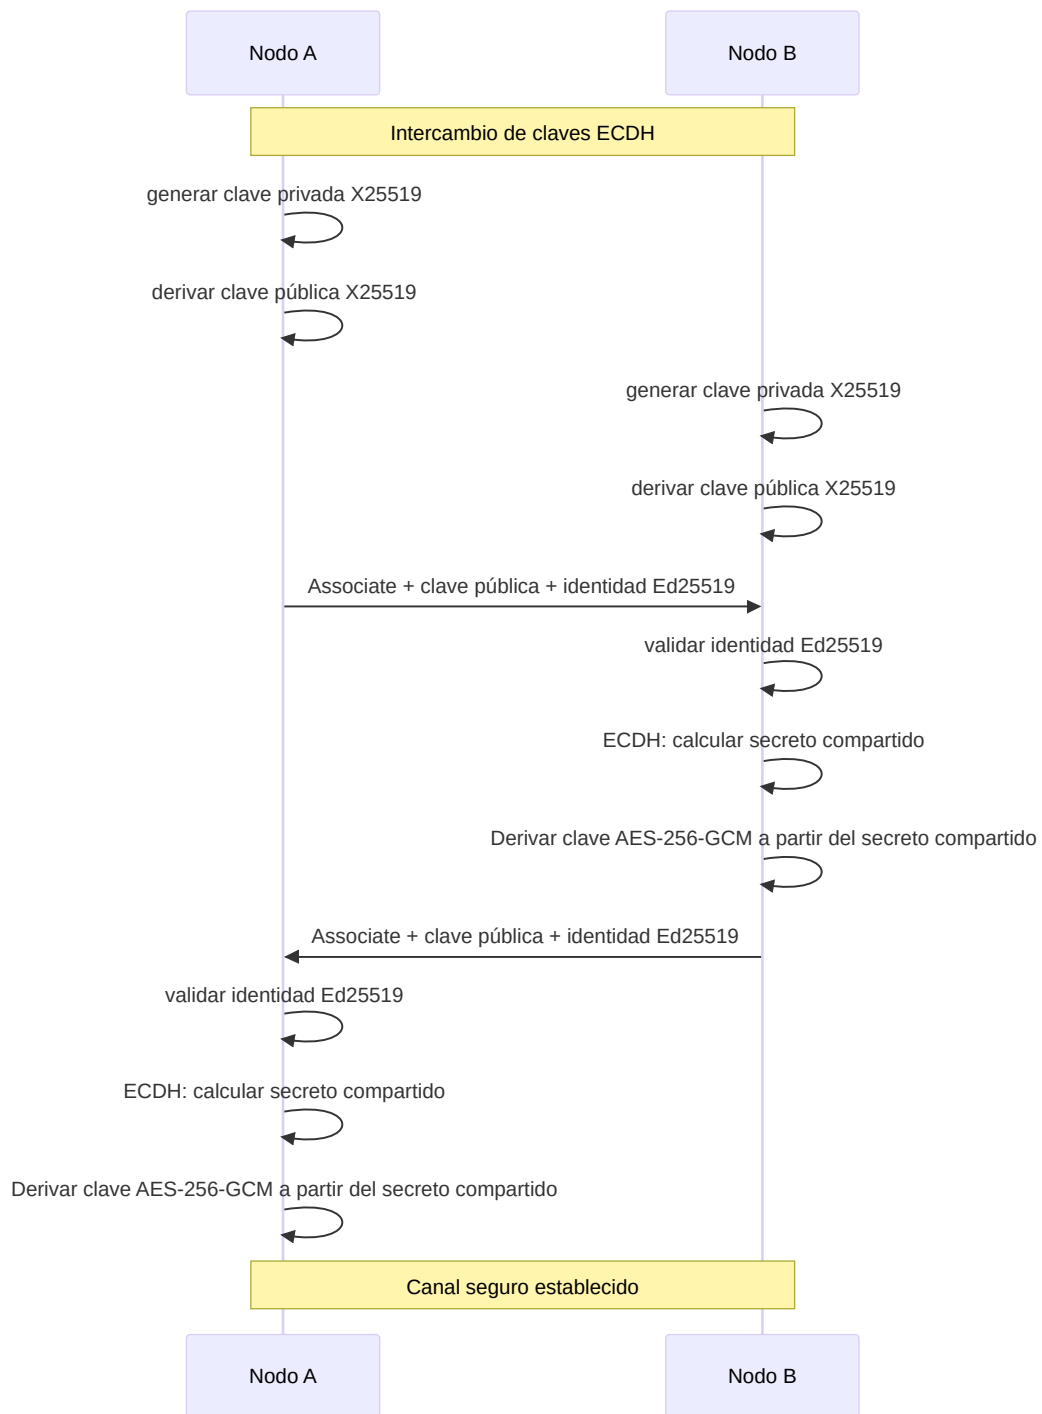 Nodo A
Nodo B
Intercambio de claves ECDH
generar clave privada X25519
derivar clave pública X25519
generar clave privada X25519
derivar clave pública X25519
Associate + clave pública + identidad Ed25519
validar identidad Ed25519
ECDH: calcular secreto compartido
Derivar clave AES-256-GCM a partir del secreto compartido
Associate + clave pública + identidad Ed25519
validar identidad Ed25519
ECDH: calcular secreto compartido
Derivar clave AES-256-GCM a partir del secreto compartido
Canal seguro establecido
Nodo A
Nodo B